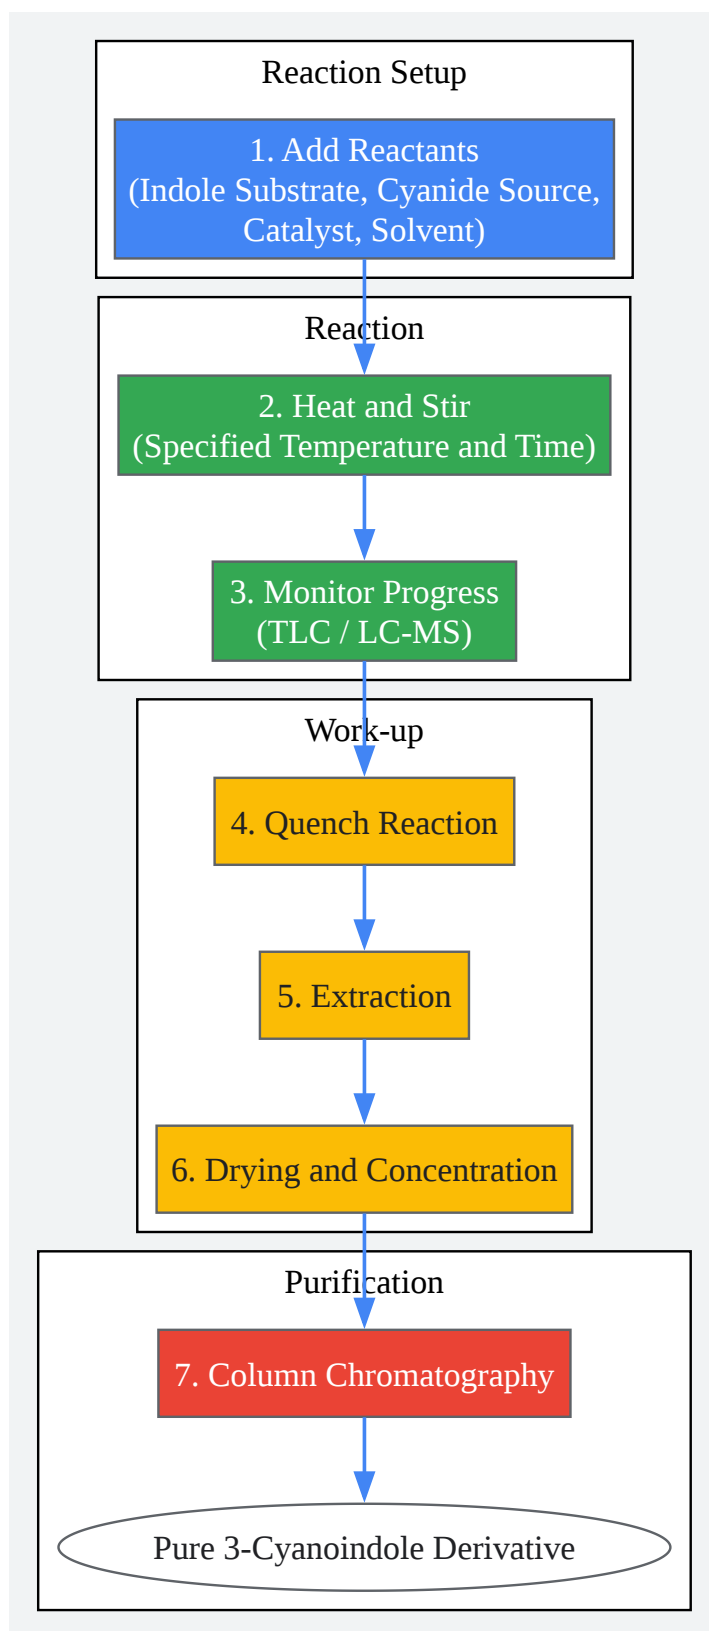 Reaction Setup
1. Add Reactants
(Indole Substrate, Cyanide Source,
Catalyst, Solvent)
Reaction
2. Heat and Stir
(Specified Temperature and Time)
3. Monitor Progress
(TLC / LC-MS)
Work-up
4. Quench Reaction
5. Extraction
6. Drying and Concentration
Purification
7. Column Chromatography
Pure 3-Cyanoindole Derivative